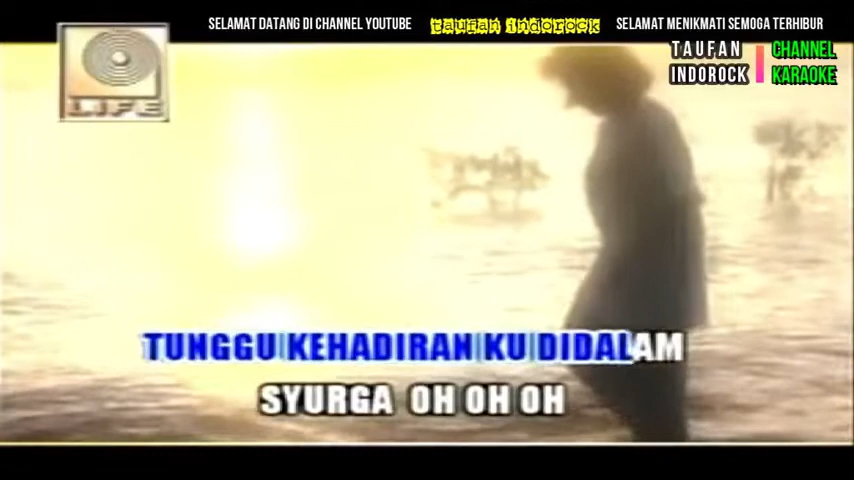 SELAMAT DATANG DI CHANNEL YOUTUBE taufan indorock SELAMAT MENIKMATI SEMOGA TERHIBUR
TAUFAN CHANNEL
INDOROCK KARAOKE
LIFE
TUNGGU KEHADIRAN KU DIDALAM
SYURGA OH OH OH